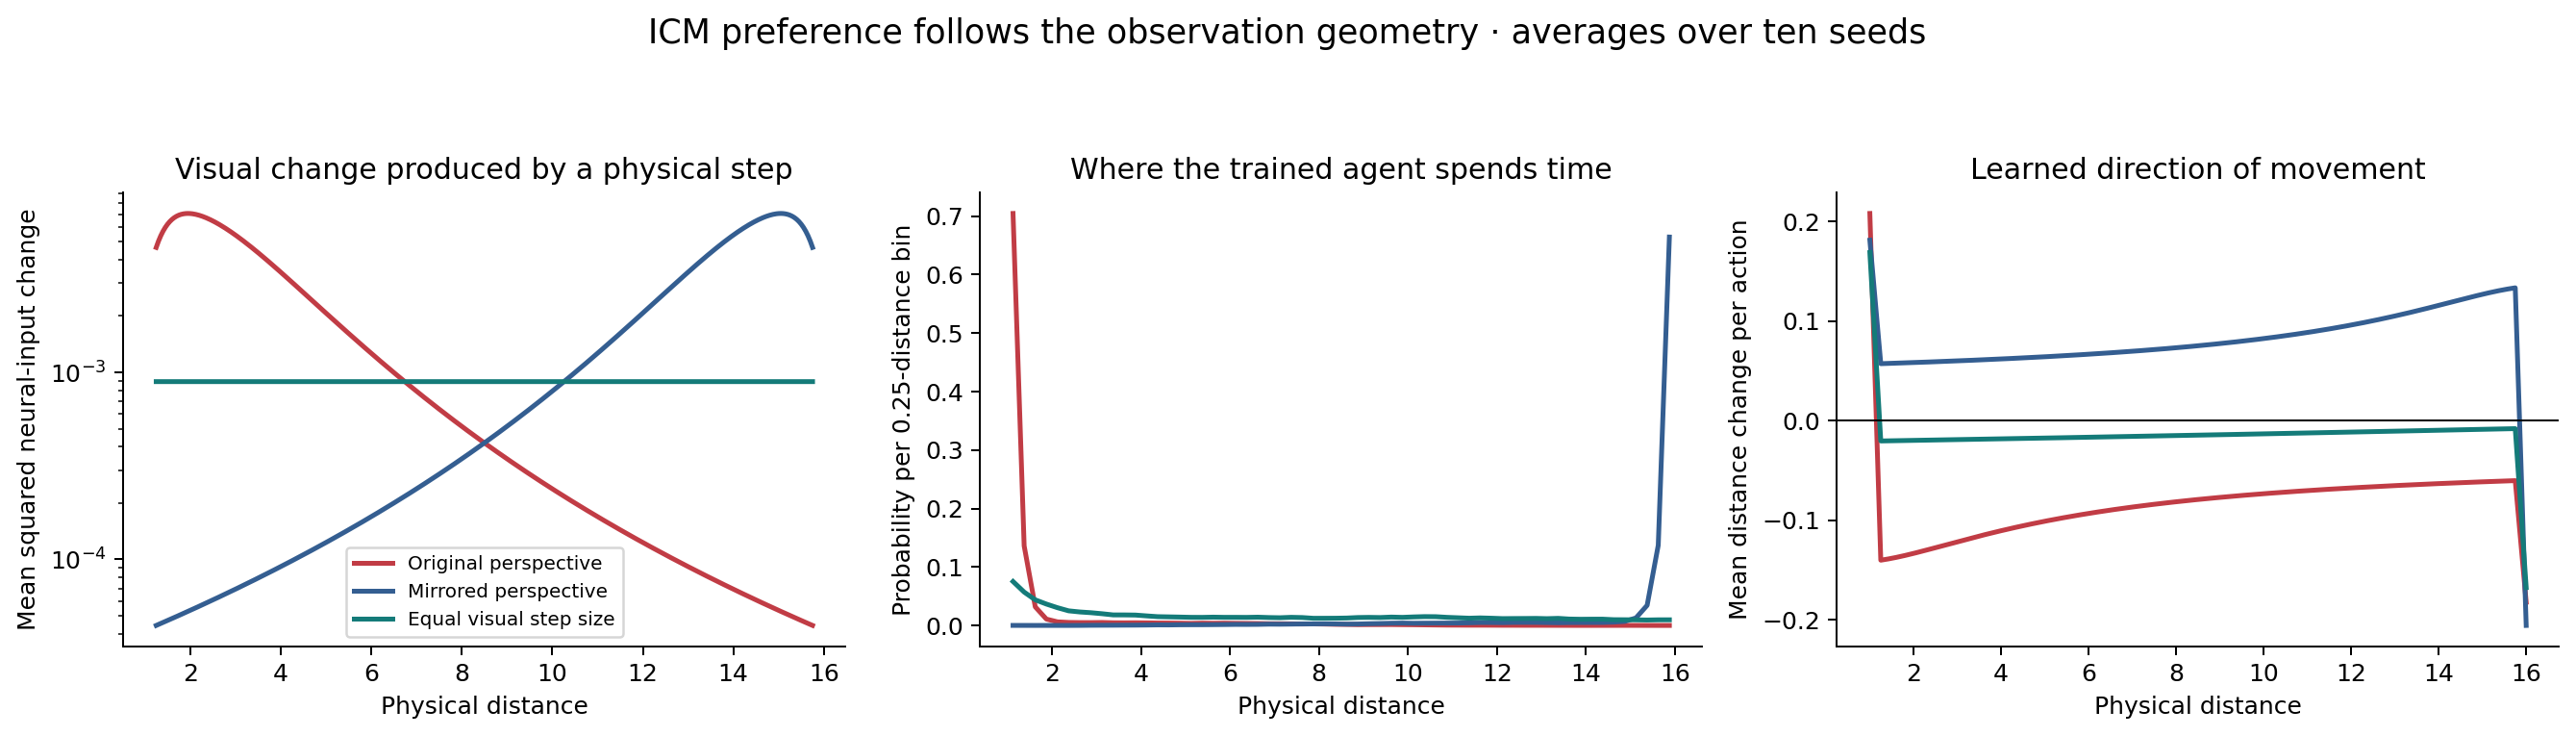 ICM preference follows the observation geometry · averages over ten seeds
Visual change produced by a physical step
Mean squared neural-input change
10⁻³
10⁻⁴
Original perspective
Mirrored perspective
Equal visual step size
2 4 6 8 10 12 14 16
Physical distance
Where the trained agent spends time
Probability per 0.25-distance bin
0.7
0.6
0.5
0.4
0.3
0.2
0.1
0.0
2 4 6 8 10 12 14 16
Physical distance
Learned direction of movement
Mean distance change per action
0.2
0.1
0.0
−0.1
−0.2
2 4 6 8 10 12 14 16
Physical distance